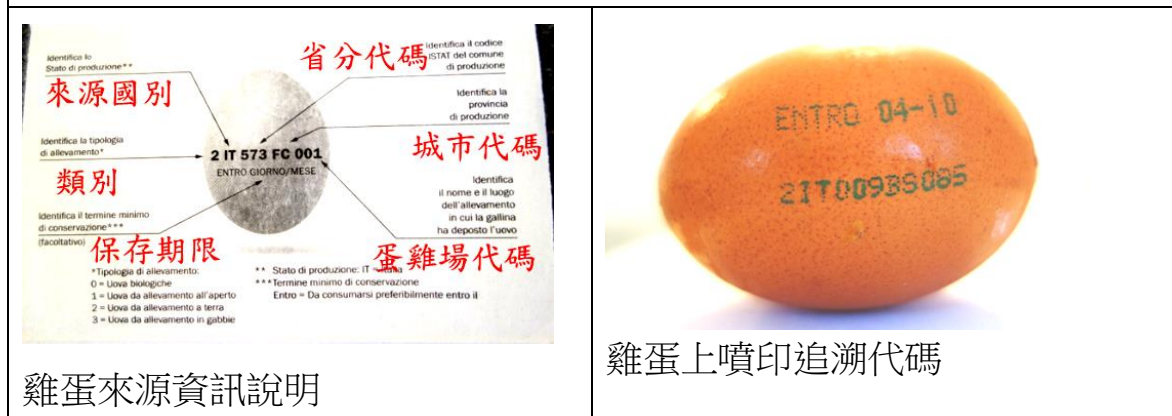 Identifica lo
Stato di produzione**
來源國別
省分代碼
Identifica il codice
ISTAT del comune
di produzione
Identifica la
provincia
di produzione
城市代碼
Identifica la tipologia
di allevamento*
類別
2 IT 573 FC 001
ENTRO GIORNO/MESE
Identifica
il nome e il luogo
dell'allevamento
in cui la gallina
ha deposto l'uovo
蛋雞場代碼
Identifica il termine minimo
di conservazione***
(facoltativo)
保存期限
*Tipologia di allevamento:
0 = Uova biologiche
1 = Uova da allevamento all'aperto
2 = Uova da allevamento a terra
3 = Uova da allevamento in gabbie
** Stato di produzione: IT = Italia
***Termine minimo di conservazione
Entro = Da consumarsi preferibilmente entro il
雞蛋來源資訊說明
ENTRO 04-10
2IT009BS085
雞蛋上噴印追溯代碼